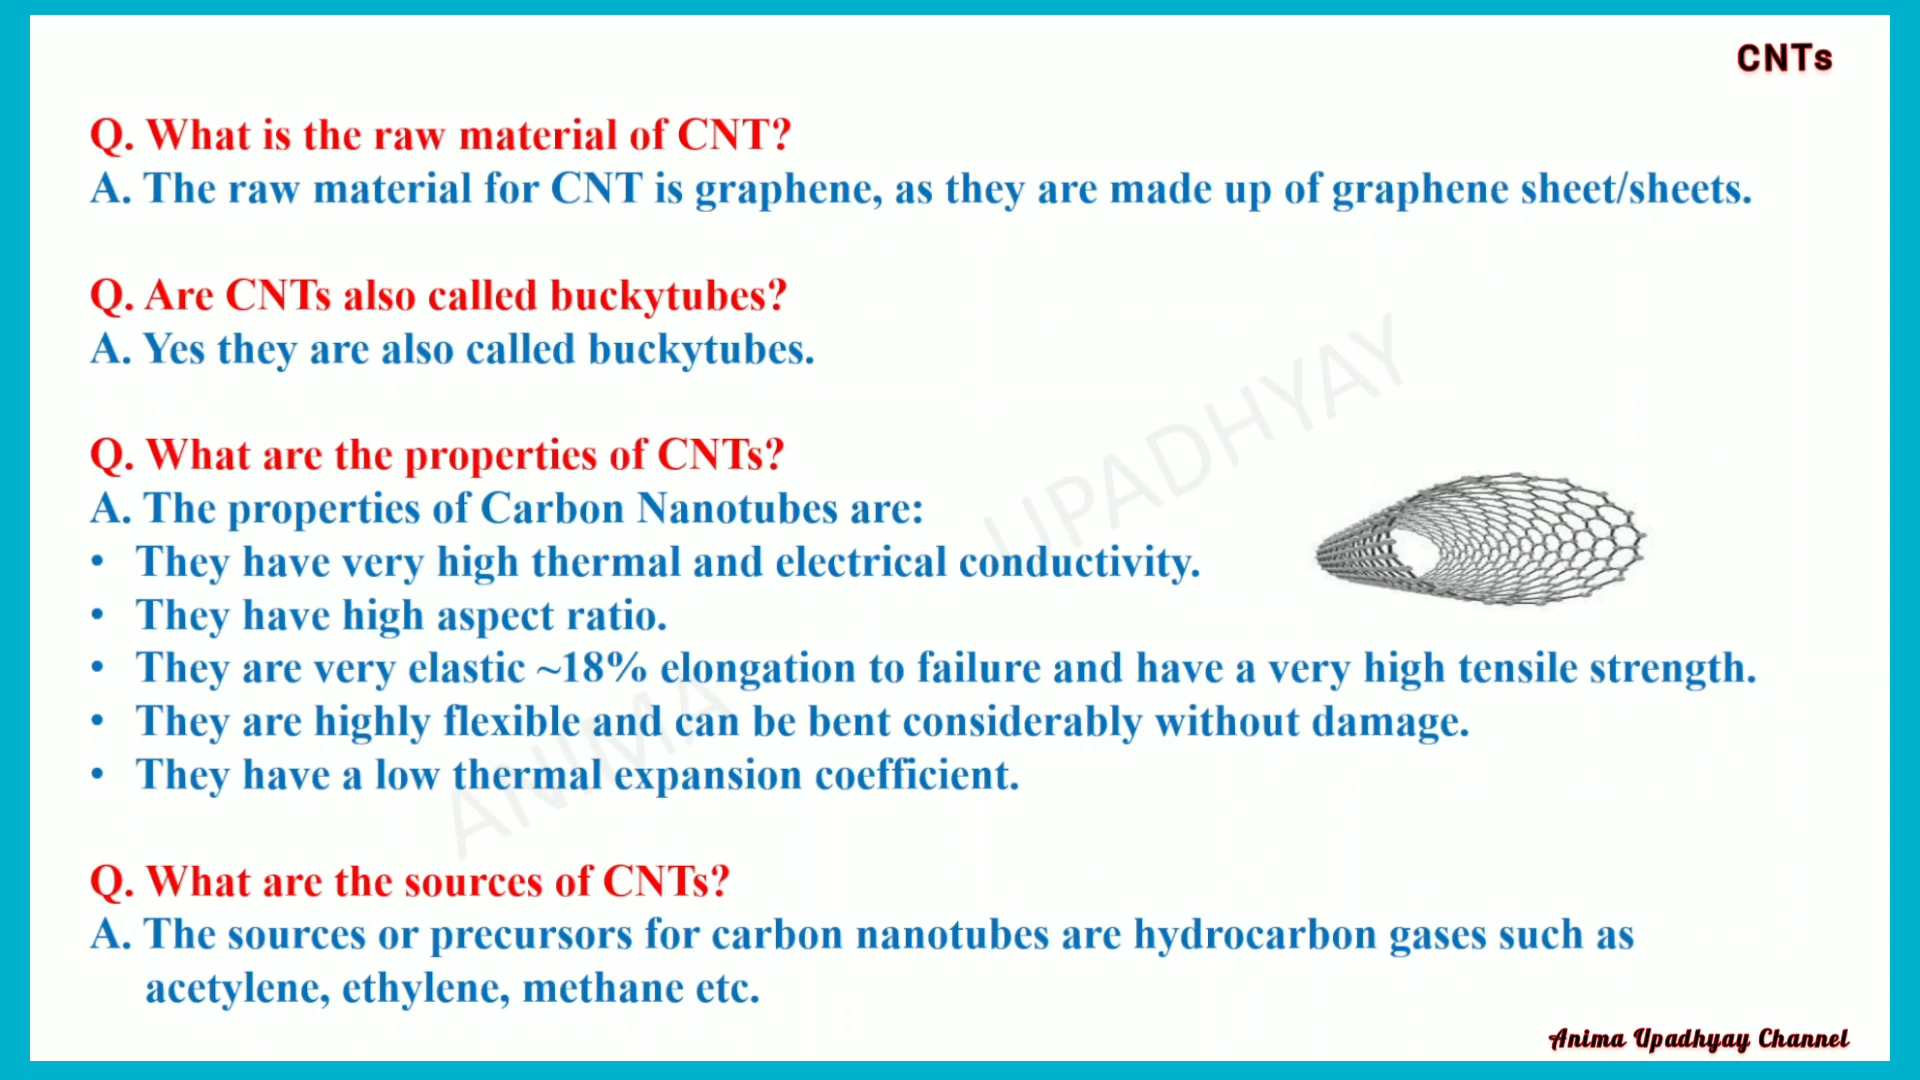 CNTs
Q. What is the raw material of CNT?
A. The raw material for CNT is graphene, as they are made up of graphene sheet/sheets.
Q. Are CNTs also called buckytubes?
A. Yes they are also called buckytubes.
Q. What are the properties of CNTs?
A. The properties of Carbon Nanotubes are:
• They have very high thermal and electrical conductivity.
• They have high aspect ratio.
• They are very elastic ~18% elongation to failure and have a very high tensile strength.
• They are highly flexible and can be bent considerably without damage.
• They have a low thermal expansion coefficient.
Q. What are the sources of CNTs?
A. The sources or precursors for carbon nanotubes are hydrocarbon gases such as
acetylene, ethylene, methane etc.
ANIMA UPADHYAY
Anima Upadhyay Channel